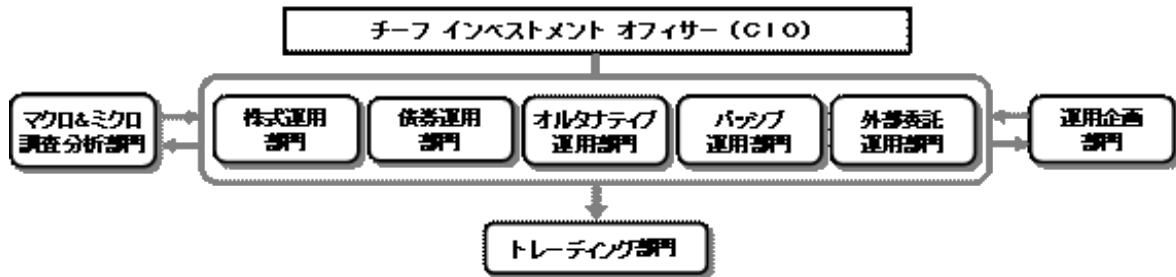 チーフ インベストメント オフィサー（ＣＩＯ）
マクロ&ミクロ
調査分析部門
株式運用
部門
債券運用
部門
オルタナティブ
運用部門
パッシブ
運用部門
外部委託
運用部門
運用企画
部門
トレーディング部門